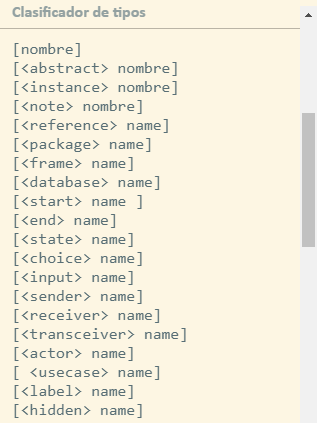 Clasificador de tipos
[nombre]
[<abstract> nombre]
[<instance> nombre]
[<note> nombre]
[<reference> name]
[<package> name]
[<frame> name]
[<database> name]
[<start> name ]
[<end> name]
[<state> name]
[<choice> name]
[<input> name]
[<sender> name]
[<receiver> name]
[<transceiver> name]
[<actor> name]
[ <usecase> name]
[<label> name]
[<hidden> name]